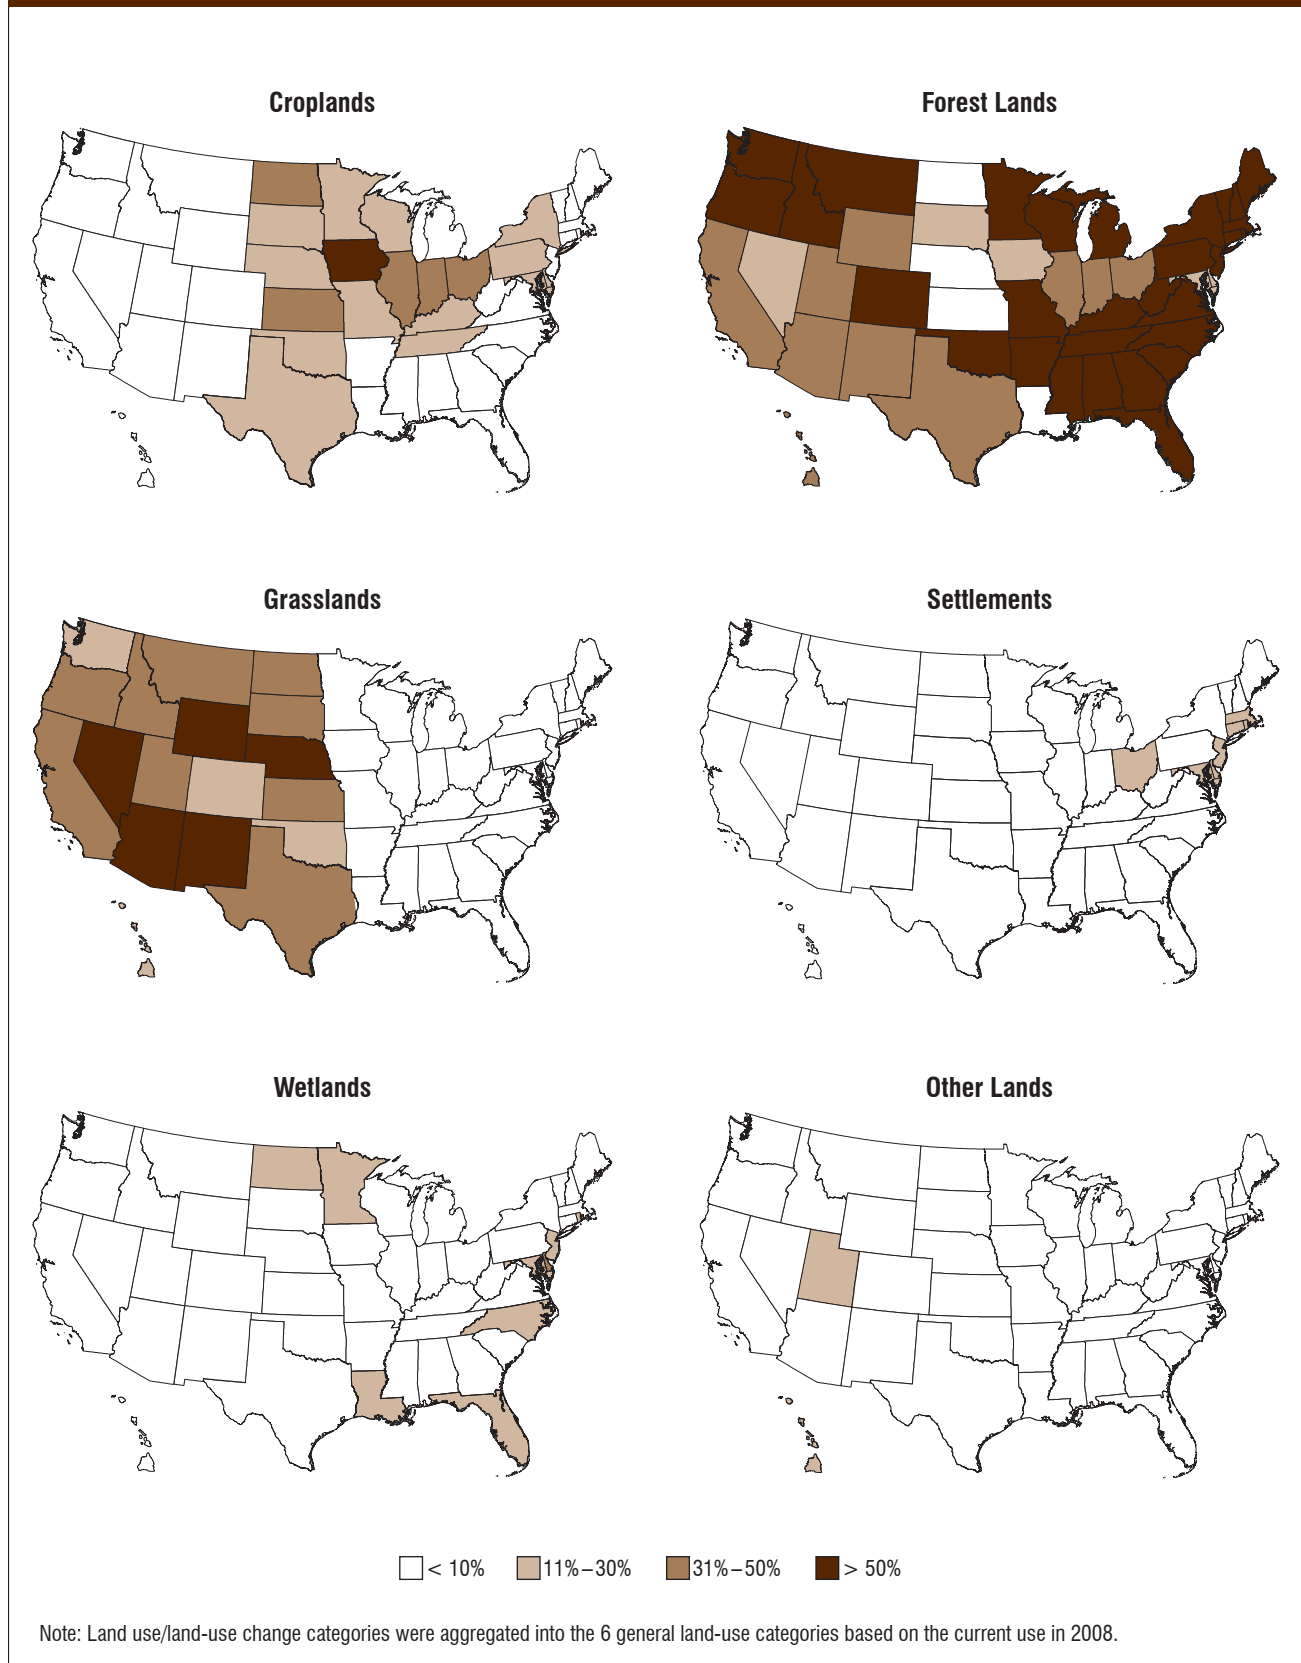 Croplands
Forest Lands
Grasslands
Settlements
Wetlands
Other Lands
< 10%
11%–30%
31%–50%
> 50%
Note: Land use/land-use change categories were aggregated into the 6 general land-use categories based on the current use in 2008.